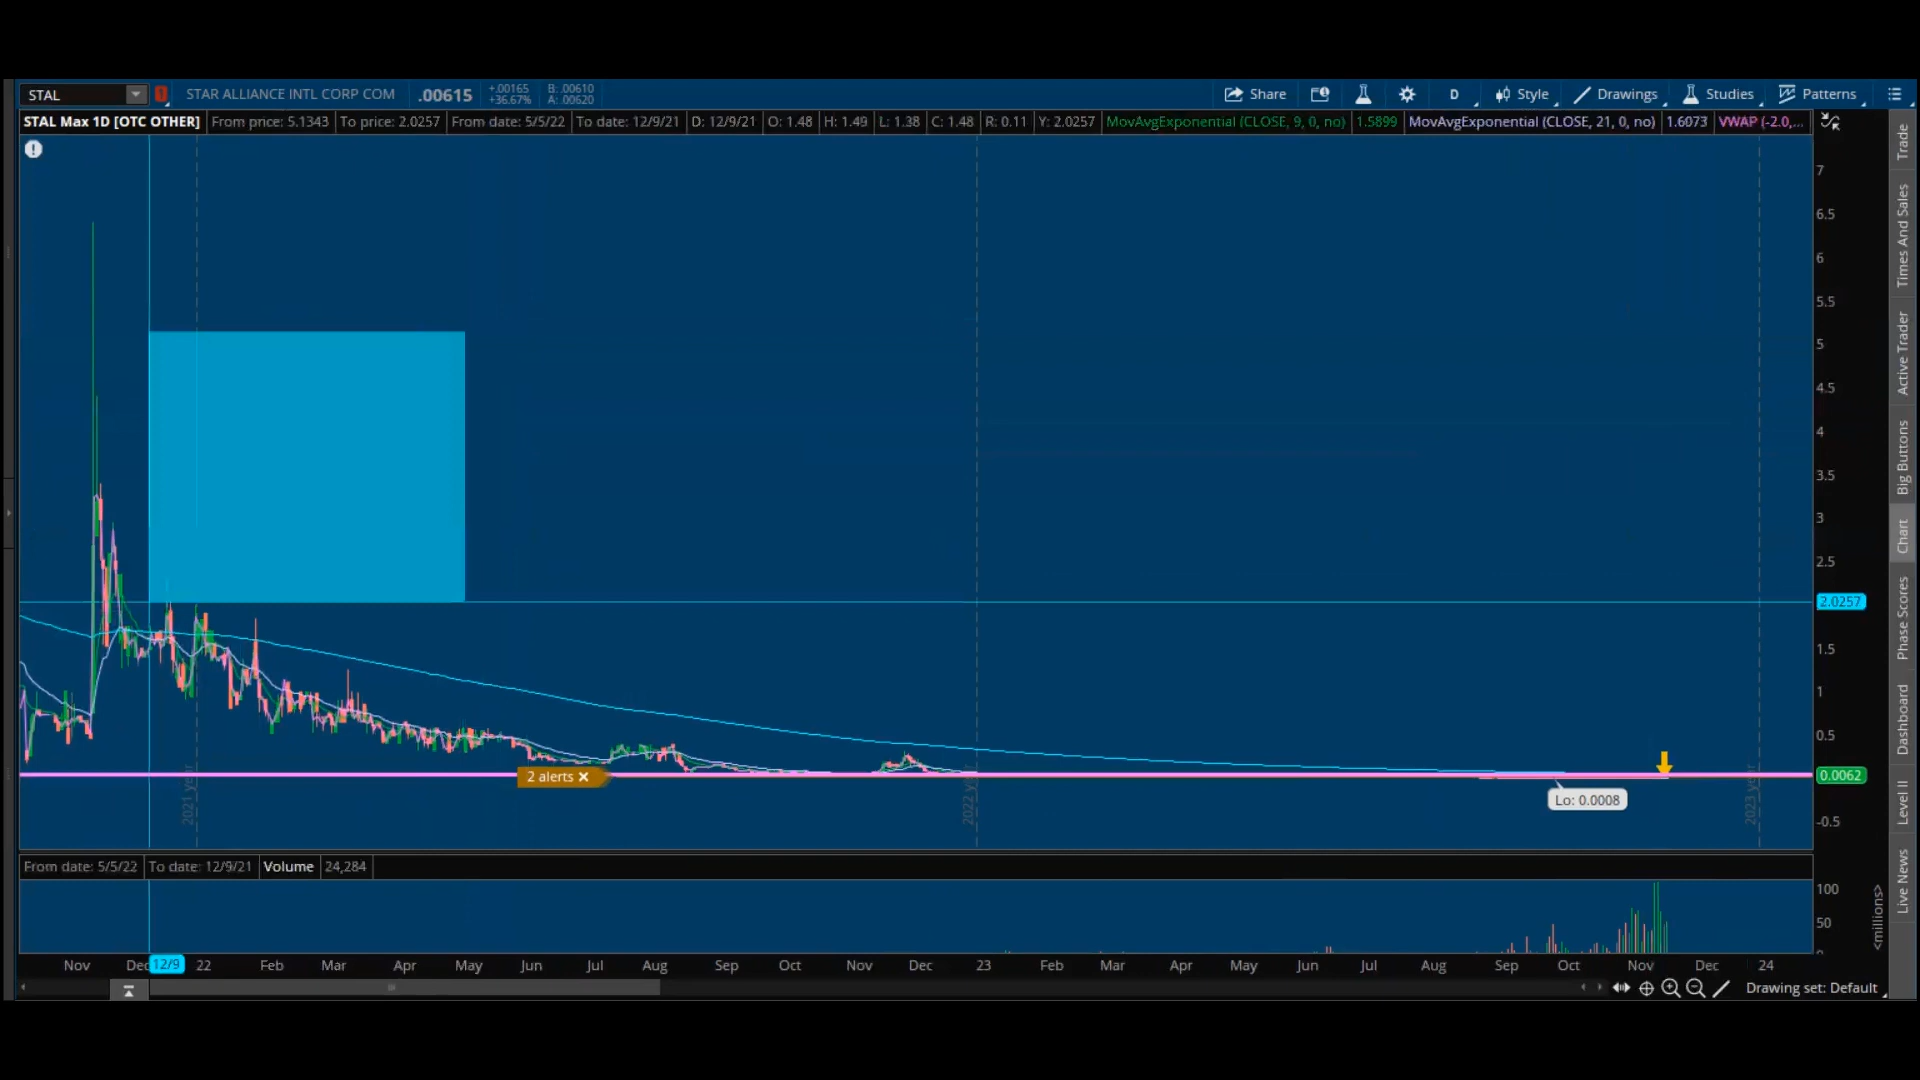 STAL
1
STAR ALLIANCE INTL CORP COM
.00615
+.00165
+36.67%
B: .00610
A: .00620
Share
D
Style
Drawings
Studies
Patterns
STAL Max 1D [OTC OTHER]
From price: 5.1343
To price: 2.0257
From date: 5/5/22
To date: 12/9/21
D: 12/9/21
O: 1.48
H: 1.49
L: 1.38
C: 1.48
R: 0.11
Y: 2.0257
MovAvgExponential (CLOSE, 9, 0, no)
1.5899
MovAvgExponential (CLOSE, 21, 0, no)
1.6073
VWAP (-2.0,...
7
6.5
6
5.5
5
4.5
4
3.5
3
2.5
2.0257
1.5
1
0.5
0.0062
-0.5
2 alerts
Lo: 0.0008
2021 year
2022 year
2023 year
From date: 5/5/22
To date: 12/9/21
Volume
24,284
100
50
<millions>
Nov
Dec
12/9
22
Feb
Mar
Apr
May
Jun
Jul
Aug
Sep
Oct
Nov
Dec
23
Feb
Mar
Apr
May
Jun
Jul
Aug
Sep
Oct
Nov
Dec
24
Drawing set: Default
Trade
Times And Sales
Active Trader
Big Buttons
Chart
Phase Scores
Dashboard
Level II
Live News